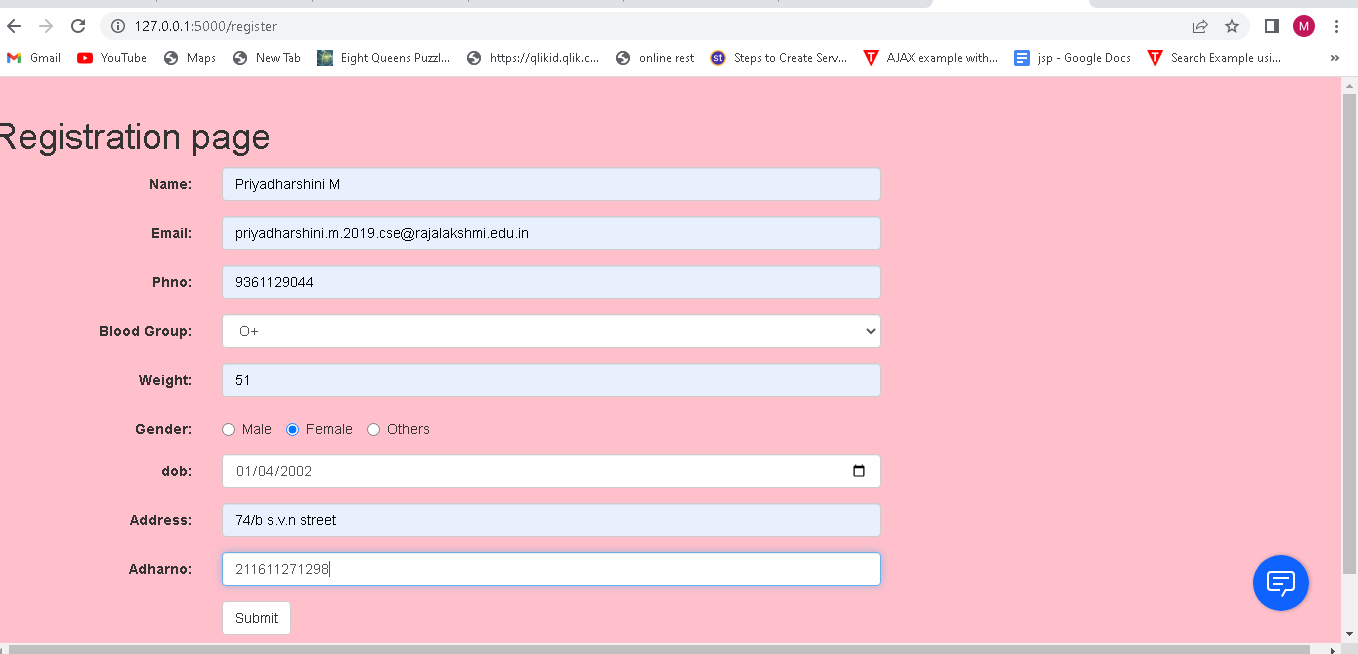 127.0.0.1:5000/register
M
Gmail YouTube Maps New Tab Eight Queens Puzzl... https://qlikid.qlik.c... online rest st Steps to Create Serv... AJAX example with... jsp - Google Docs Search Example usi... »
Registration page
Name: Priyadharshini M
Email: priyadharshini.m.2019.cse@rajalakshmi.edu.in
Phno: 9361129044
Blood Group: O+
Weight: 51
Gender: Male Female Others
dob: 01/04/2002
Address: 74/b s.v.n street
Adharno: 211611271298
Submit